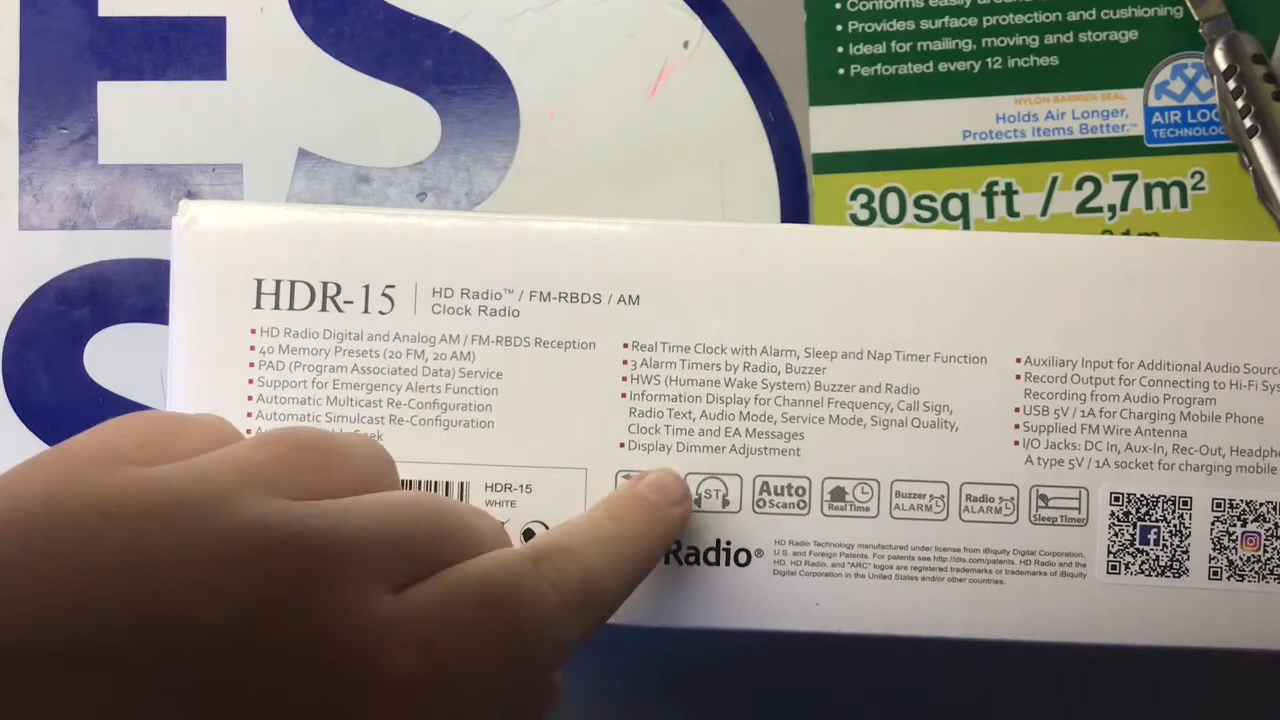 ES
S
• Conforms easily
• Provides surface protection and cushioning
• Ideal for mailing, moving and storage
• Perforated every 12 inches
NYLON BARRIER SEAL
Holds Air Longer,
Protects Items Better.™
AIR LOC
TECHNOLO
30 sq ft / 2,7m²
HDR-15
HD Radio™ / FM-RBDS / AM
Clock Radio
▪ HD Radio Digital and Analog AM / FM-RBDS Reception
▪ 40 Memory Presets (20 FM, 20 AM)
▪ PAD (Program Associated Data) Service
▪ Support for Emergency Alerts Function
▪ Automatic Multicast Re-Configuration
▪ Automatic Simulcast Re-Configuration
▪ Real Time Clock with Alarm, Sleep and Nap Timer Function
▪ 3 Alarm Timers by Radio, Buzzer
▪ HWS (Humane Wake System) Buzzer and Radio
▪ Information Display for Channel Frequency, Call Sign,
Radio Text, Audio Mode, Service Mode, Signal Quality,
Clock Time and EA Messages
▪ Display Dimmer Adjustment
▪ Auxiliary Input for Additional Audio Sourc
▪ Record Output for Connecting to Hi-Fi Sys
Recording from Audio Program
▪ USB 5V / 1A for Charging Mobile Phone
▪ Supplied FM Wire Antenna
▪ I/O Jacks: DC In, Aux-In, Rec-Out, Headph
A type 5V / 1A socket for charging mobile
HDR-15
WHITE
ST
Auto
Scan
Real Time
Buzzer
ALARM
Radio
ALARM
Sleep Timer
Radio®
HD Radio Technology manufactured under license from iBiquity Digital Corporation.
U.S. and Foreign Patents. For patents see http://dts.com/patents. HD Radio and the
HD, HD Radio, and "ARC" logos are registered trademarks or trademarks of iBiquity
Digital Corporation in the United States and/or other countries.